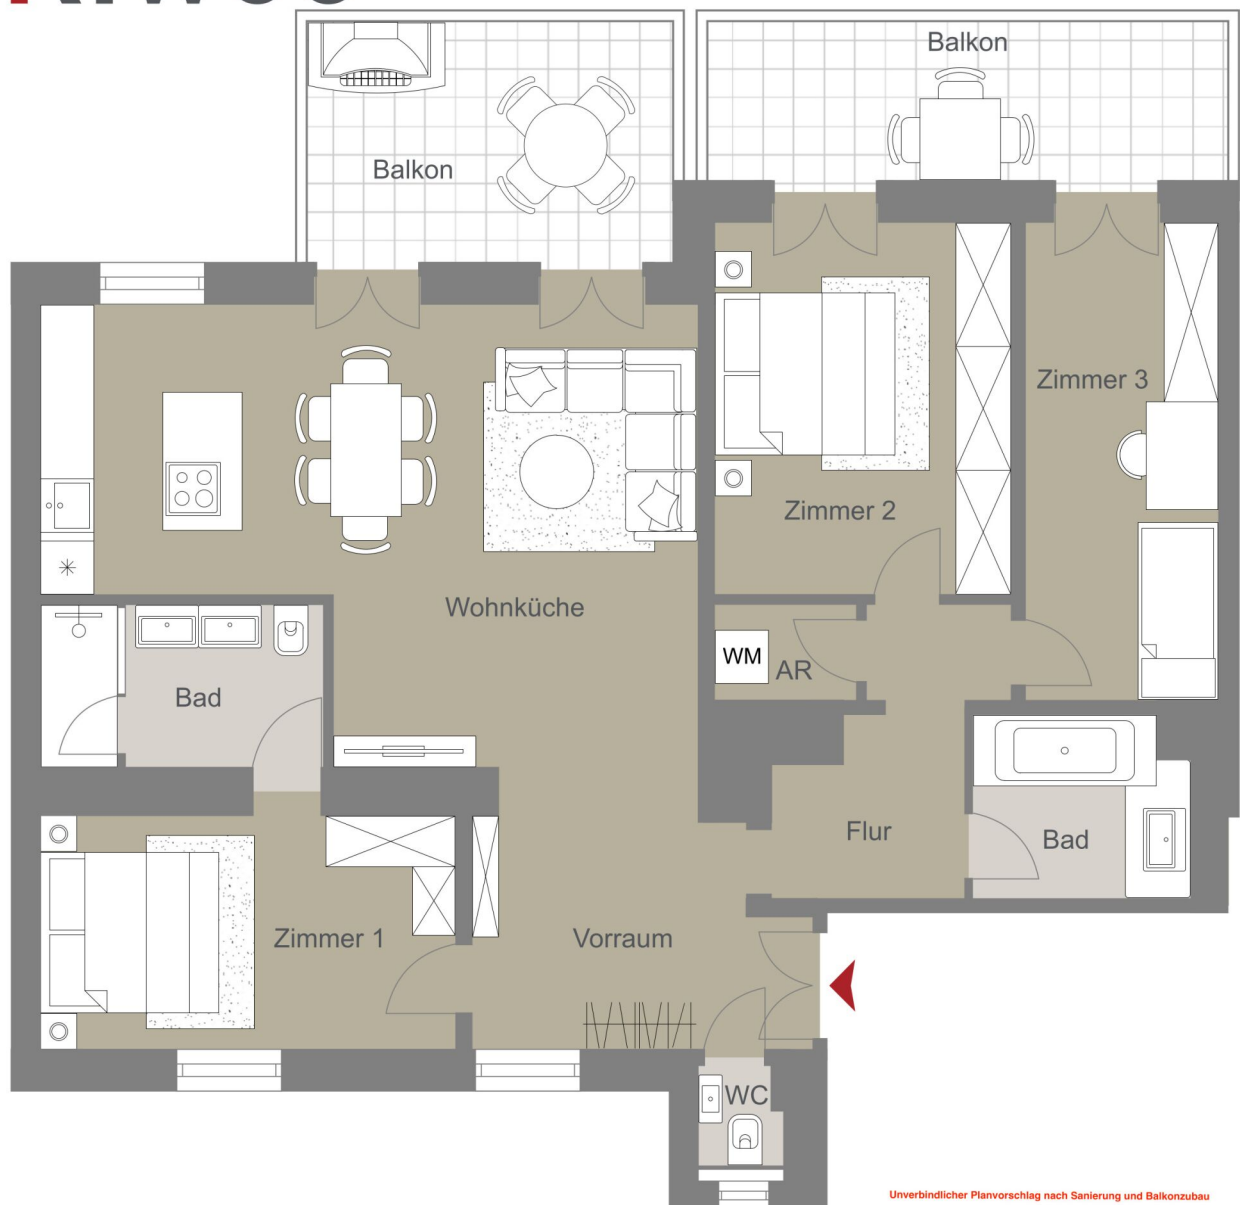 Balkon
Balkon
Zimmer 3
Zimmer 2
Wohnküche
WM
AR
Bad
Flur
Bad
Zimmer 1
Vorraum
WC
Unverbindlicher Planvorschlag nach Sanierung und Balkonzubau